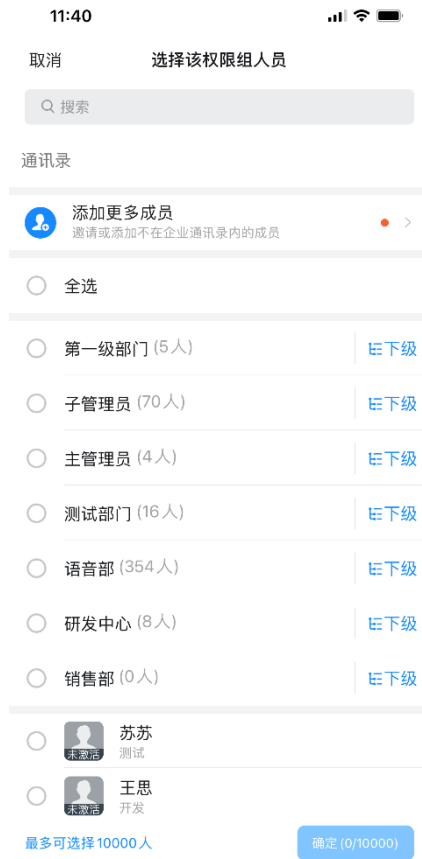 11:40
取消 选择该权限组人员
搜索
通讯录
添加更多成员
邀请或添加不在企业通讯录内的成员
全选
第一级部门 (5人) 下级
子管理员 (70人) 下级
主管理员 (4人) 下级
测试部门 (16人) 下级
语音部 (354人) 下级
研发中心 (8人) 下级
销售部 (0人) 下级
苏苏
未激活 测试
王思
未激活 开发
最多可选择10000人 确定 (0/10000)